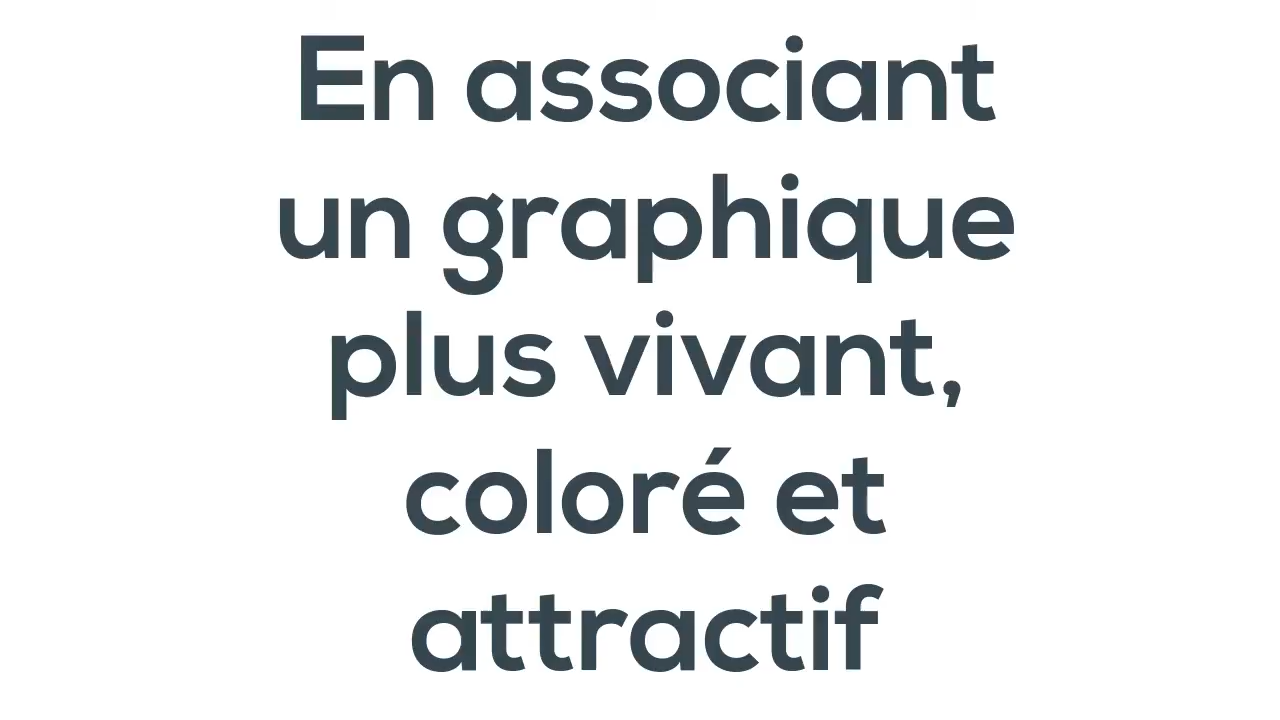 En associant
un graphique
plus vivant,
coloré et
attractif